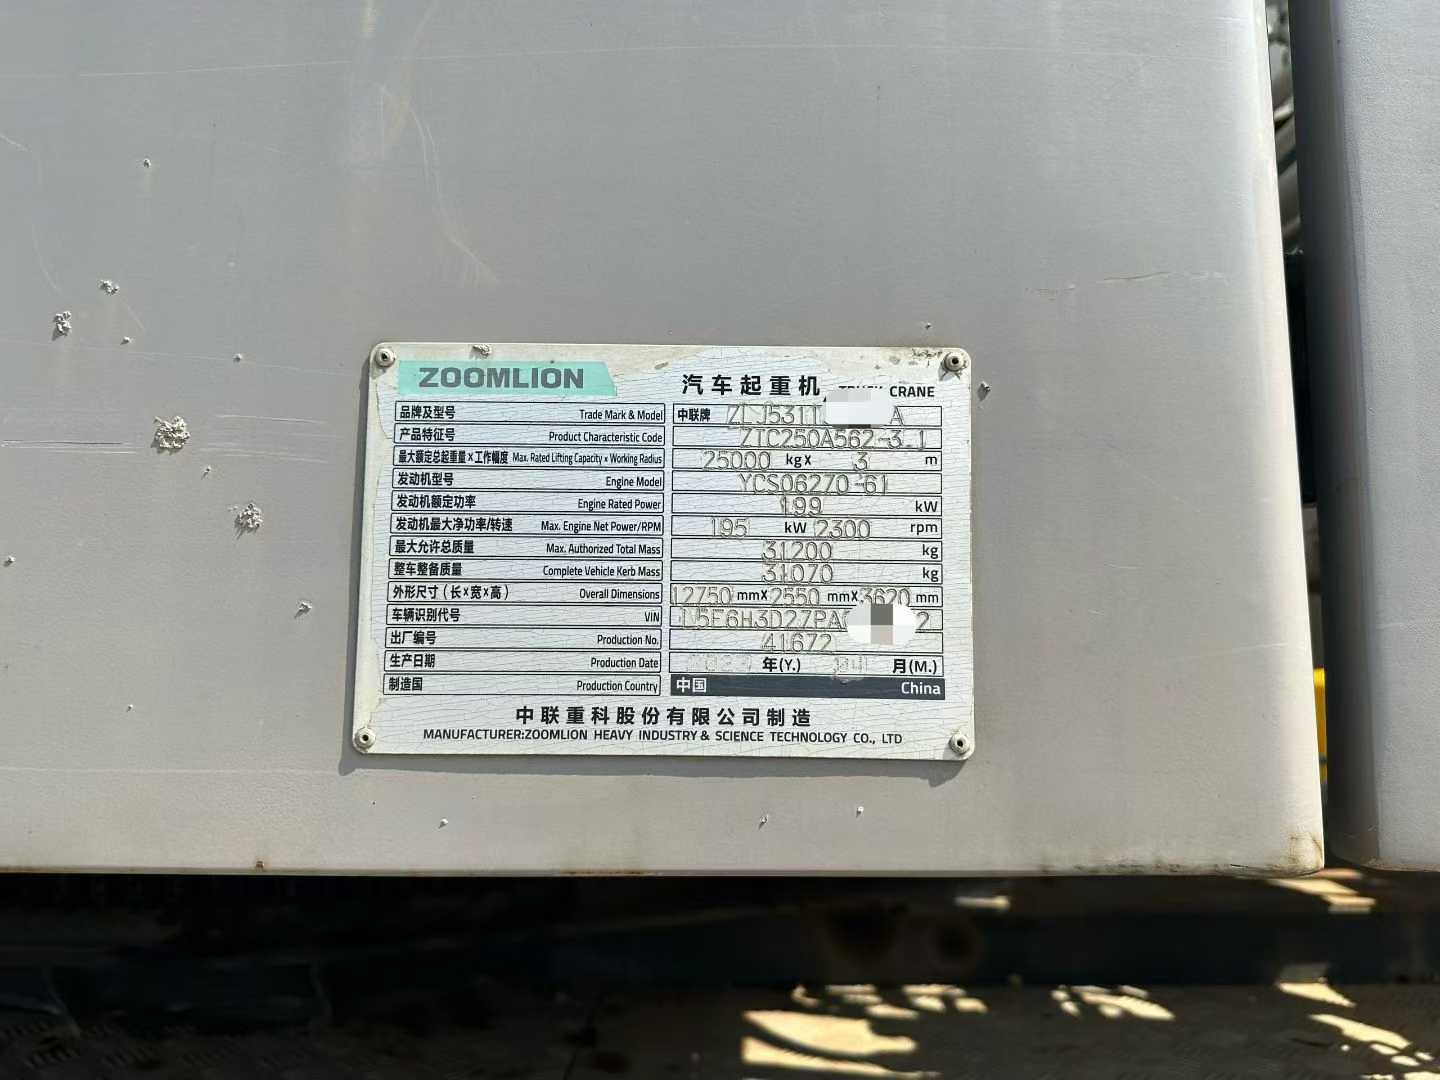 ZOOMLION 汽车起重机 CRANE
品牌及型号 Trade Mark & Model 中联牌
产品特征号 Product Characteristic Code ZTC250A562-3.1
最大额定总起重量×工作幅度 Max. Rated Lifting Capacity × Working Radius 25000 kg× 3 m
发动机型号 Engine Model YCS06270-61
发动机额定功率 Engine Rated Power 199 kW
发动机最大净功率/转速 Max. Engine Net Power/RPM 195 kW 2300 rpm
最大允许总质量 Max. Authorized Total Mass 31200 kg
整车整备质量 Complete Vehicle Kerb Mass 31070 kg
外形尺寸(长×宽×高) Overall Dimensions 12750 mm× 2550 mm× 3620 mm
车辆识别代号 VIN
出厂编号 Production No. 41672
生产日期 Production Date 年(Y.) 月(M.)
制造国 Production Country 中国 China
中联重科股份有限公司制造
MANUFACTURER:ZOOMLION HEAVY INDUSTRY & SCIENCE TECHNOLOGY CO., LTD